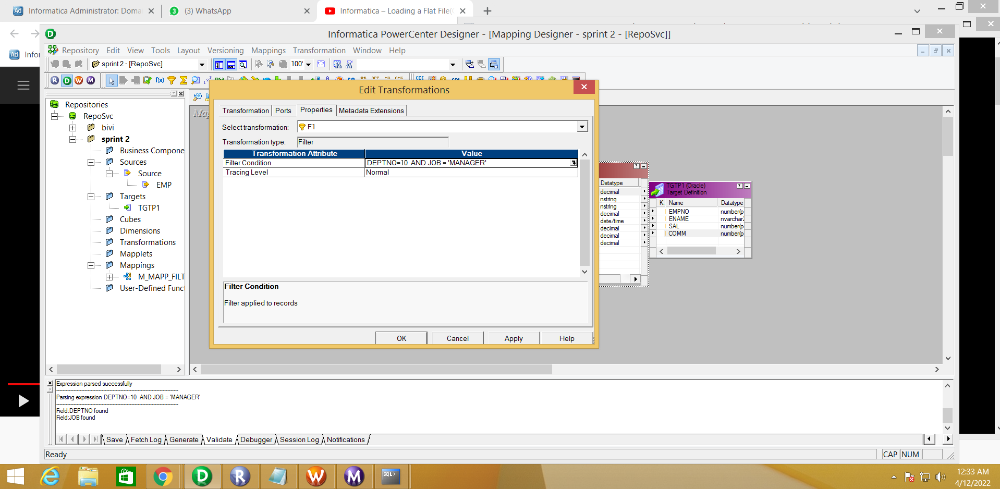 Informatica Administrator: Doma
(3) WhatsApp
Informatica – Loading a Flat File(
Informatica PowerCenter Designer - [Mapping Designer - sprint 2 - [RepoSvc]]
Infor
Repository Edit View Tools Layout Versioning Mappings Transformation Window Help
sprint 2 - [RepoSvc]
100'
Edit Transformations
Repositories
RepoSvc
bivi
sprint 2
Business Compone
Sources
Source
EMP
Targets
TGTP1
Cubes
Dimensions
Transformations
Mapplets
Mappings
M_MAPP_FILT
User-Defined Func
Transformation Ports Properties Metadata Extensions
Select transformation: F1
Transformation type: Filter
Transformation Attribute Value
Filter Condition DEPTNO=10 AND JOB = 'MANAGER'
Tracing Level Normal
Filter Condition
Filter applied to records
OK Cancel Apply Help
Datatype
decimal
nstring
nstring
decimal
date/time
decimal
decimal
decimal
TGTP1 (Oracle)
Target Definition
K. Name Datatype
EMPNO number(p
ENAME nvarchar2
SAL number(p
COMM number(p
Expression parsed successfully
Parsing expression DEPTNO=10 AND JOB = 'MANAGER'
Field:DEPTNO found
Field:JOB found
Save Fetch Log Generate Validate Debugger Session Log Notifications
Ready
CAP NUM
12:33 AM
4/12/2022